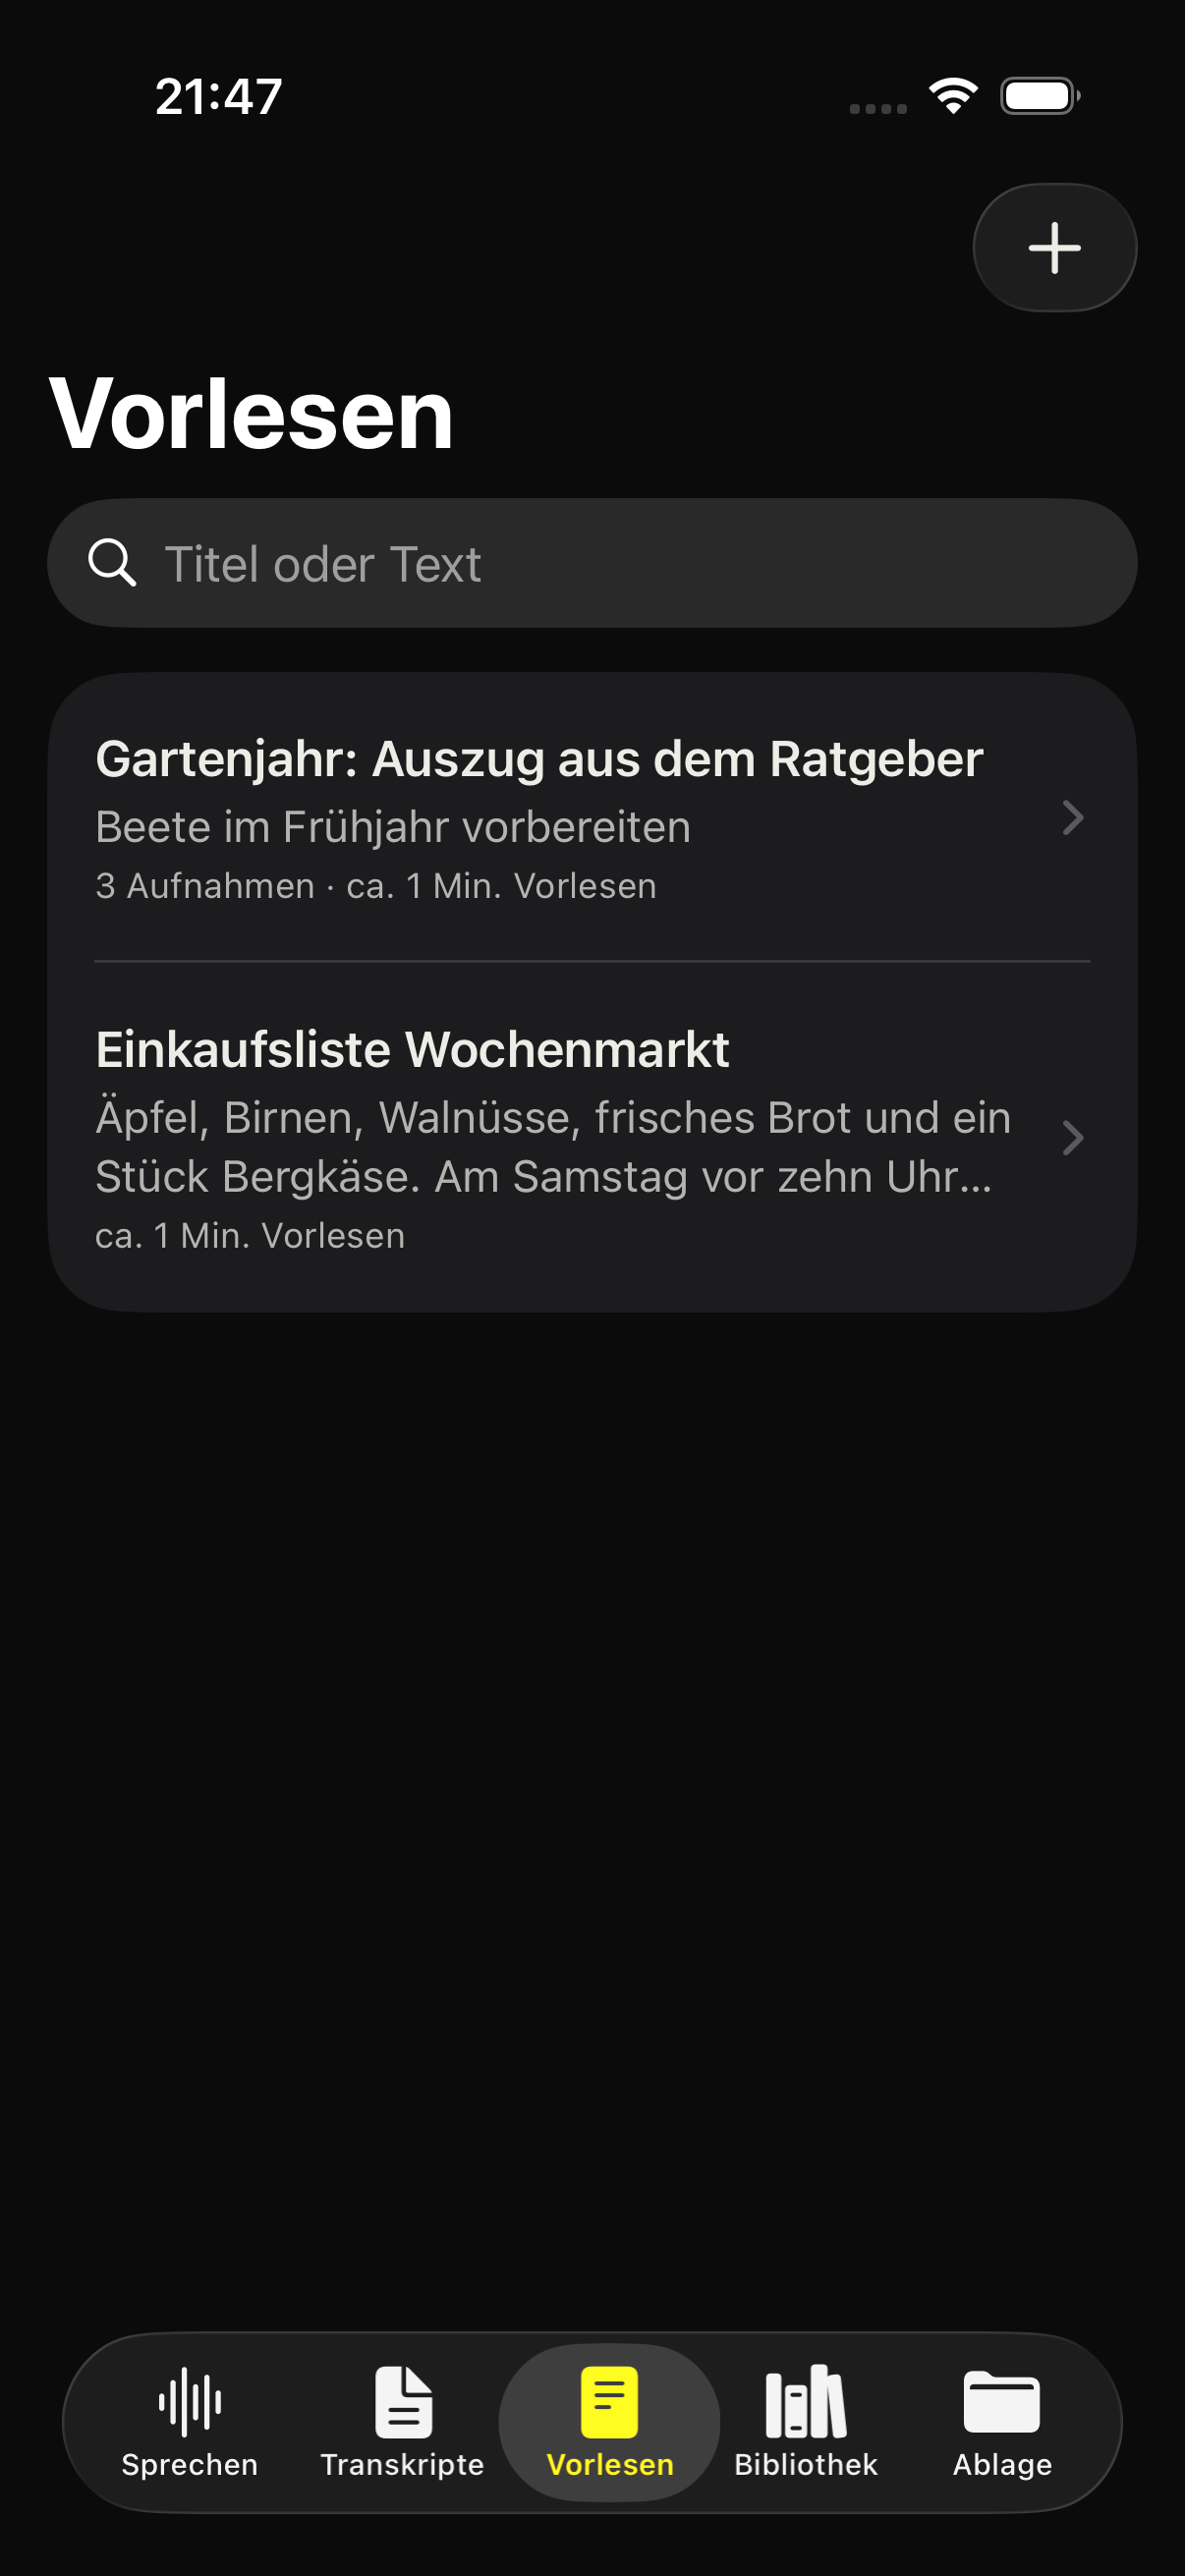 21:47
Vorlesen
Titel oder Text
Gartenjahr: Auszug aus dem Ratgeber
Beete im Frühjahr vorbereiten
3 Aufnahmen · ca. 1 Min. Vorlesen
Einkaufsliste Wochenmarkt
Äpfel, Birnen, Walnüsse, frisches Brot und ein
Stück Bergkäse. Am Samstag vor zehn Uhr...
ca. 1 Min. Vorlesen
Sprechen Transkripte Vorlesen Bibliothek Ablage